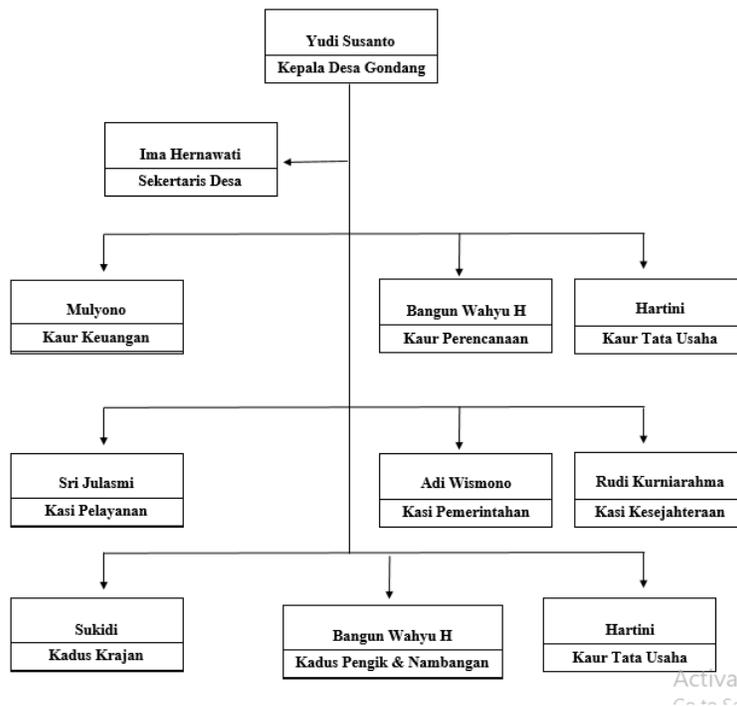 Yudi Susanto
Kepala Desa Gondang
Ima Hernawati
Sekertaris Desa
Mulyono
Kaur Keuangan
Bangun Wahyu H
Kaur Perencanaan
Hartini
Kaur Tata Usaha
Sri Julasmi
Kasi Pelayanan
Adi Wismono
Kasi Pemerintahan
Rudi Kurniarahma
Kasi Kesejahteraan
Sukidi
Kadus Krajan
Bangun Wahyu H
Kadus Pengik & Nambangan
Hartini
Kaur Tata Usaha